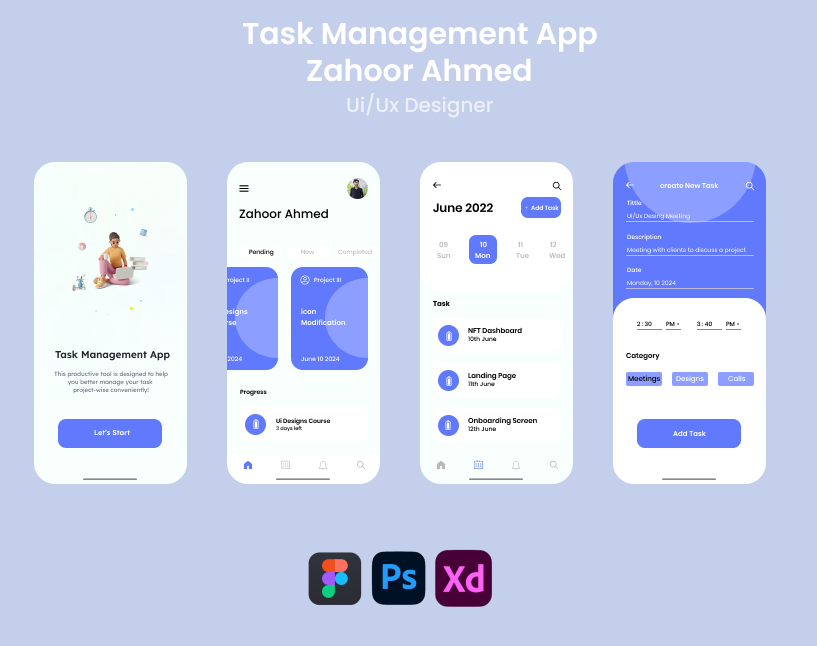 Task Management App
Zahoor Ahmed
Ui/Ux Designer
Task Management App
This productive tool is designed to help
you better manage your task
project-wise conveniently!
Let's Start
Zahoor Ahmed
Pending
New
Completed
Project II
esigns
rse
2024
Project III
icon
Modification
June 10 2024
Progress
Ui Designs Course
3 days left
June 2022
+ Add Task
09 10 11 12
Sun Mon Tue Wed
Task
NFT Dashboard
10th June
Landing Page
11th June
Onboarding Screen
12th June
create New Task
Tittle
Ui/Ux Desing Meeting
Description
Meeting with clients to discuss a project
Date
Monday, 10 2024
2 : 30 PM 3 : 40 PM
Category
Meetings Designs Calls
Add Task
Ps
Xd